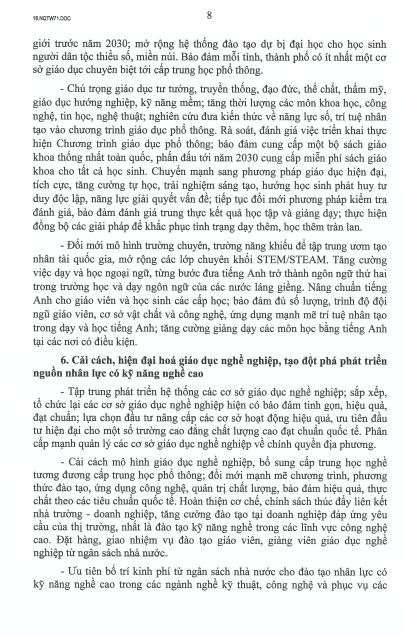 16.NQTW71.DOC
8
giới trước năm 2030; mở rộng hệ thống đào tạo dự bị đại học cho học sinh
người dân tộc thiểu số, miền núi. Bảo đảm mỗi tỉnh, thành phố có ít nhất một cơ
sở giáo dục chuyên biệt tới cấp trung học phổ thông.
- Chú trọng giáo dục tư tưởng, truyền thống, đạo đức, thể chất, thẩm mỹ,
giáo dục hướng nghiệp, kỹ năng mềm; tăng thời lượng các môn khoa học, công
nghệ, tin học, nghệ thuật; nghiên cứu đưa kiến thức về năng lực số, trí tuệ nhân
tạo vào chương trình giáo dục phổ thông. Rà soát, đánh giá việc triển khai thực
hiện Chương trình giáo dục phổ thông; bảo đảm cung cấp một bộ sách giáo
khoa thống nhất toàn quốc, phấn đấu tới năm 2030 cung cấp miễn phí sách giáo
khoa cho tất cả học sinh. Chuyển mạnh sang phương pháp giáo dục hiện đại,
tích cực, tăng cường tự học, trải nghiệm sáng tạo, hướng học sinh phát huy tư
duy độc lập, năng lực giải quyết vấn đề; tiếp tục đổi mới phương pháp kiểm tra
đánh giá, bảo đảm đánh giá trung thực kết quả học tập và giảng dạy; thực hiện
đồng bộ các giải pháp để khắc phục tình trạng dạy thêm, học thêm tràn lan.
- Đổi mới mô hình trường chuyên, trường năng khiếu để tập trung ươm tạo
nhân tài quốc gia, mở rộng các lớp chuyên khối STEM/STEAM. Tăng cường
việc dạy và học ngoại ngữ, từng bước đưa tiếng Anh trở thành ngôn ngữ thứ hai
trong trường học và dạy ngôn ngữ của các nước láng giềng. Nâng chuẩn tiếng
Anh cho giáo viên và học sinh các cấp học; bảo đảm đủ số lượng, trình độ đội
ngũ giáo viên, cơ sở vật chất và công nghệ, ứng dụng mạnh mẽ trí tuệ nhân tạo
trong dạy và học tiếng Anh; tăng cường giảng dạy các môn học bằng tiếng Anh
tại các nơi có điều kiện.
6. Cải cách, hiện đại hoá giáo dục nghề nghiệp, tạo đột phá phát triển
nguồn nhân lực có kỹ năng nghề cao
- Tập trung phát triển hệ thống các cơ sở giáo dục nghề nghiệp; sắp xếp,
tổ chức lại các cơ sở giáo dục nghề nghiệp hiện có bảo đảm tinh gọn, hiệu quả,
đạt chuẩn; lựa chọn đầu tư nâng cấp các cơ sở hoạt động hiệu quả, ưu tiên đầu
tư hiện đại cho một số trường cao đẳng chất lượng cao đạt chuẩn quốc tế. Phân
cấp mạnh quản lý các cơ sở giáo dục nghề nghiệp về chính quyền địa phương.
- Cải cách mô hình giáo dục nghề nghiệp, bổ sung cấp trung học nghề
tương đương cấp trung học phổ thông; đổi mới mạnh mẽ chương trình, phương
thức đào tạo, ứng dụng công nghệ, quản trị chất lượng, bảo đảm hiệu quả, thực
chất theo các tiêu chuẩn quốc tế. Hoàn thiện cơ chế, chính sách thúc đẩy liên kết
nhà trường - doanh nghiệp, tăng cường đào tạo tại doanh nghiệp đáp ứng yêu
cầu của thị trường, nhất là đào tạo kỹ năng nghề trong các lĩnh vực công nghệ
cao. Đặt hàng, giao nhiệm vụ đào tạo giáo viên, giảng viên giáo dục nghề
nghiệp từ ngân sách nhà nước.
- Ưu tiên bố trí kinh phí từ ngân sách nhà nước cho đào tạo nhân lực có
kỹ năng nghề cao trong các ngành nghề kỹ thuật, công nghệ và phục vụ các